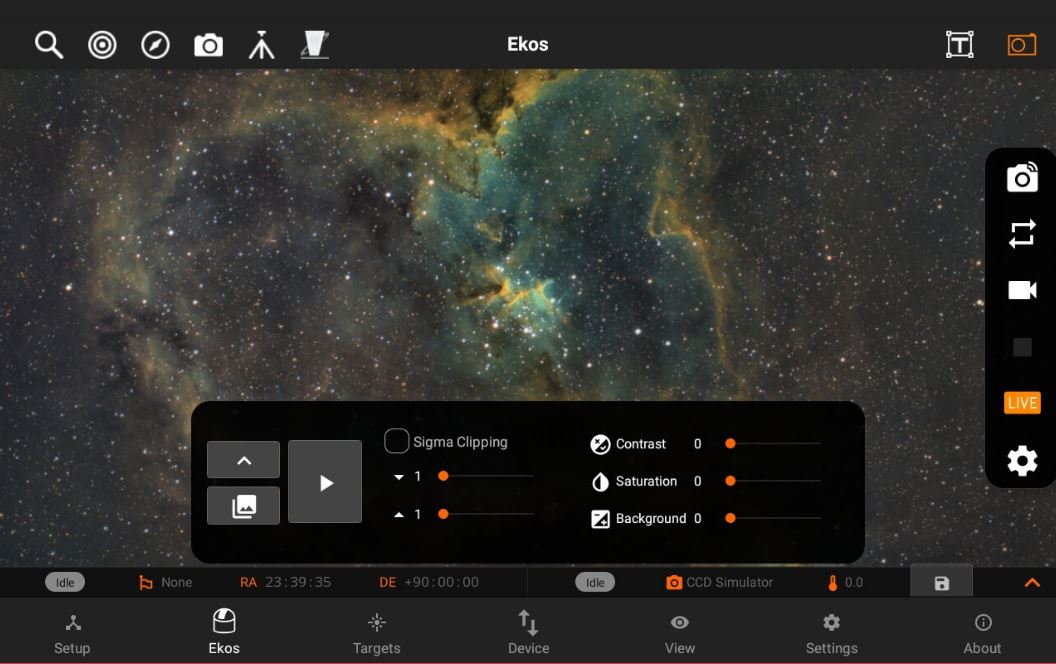 Ekos
T
LIVE
Sigma Clipping
1
1
Contrast 0
Saturation 0
Background 0
Idle None RA 23:39:35 DE +90:00:00 Idle CCD Simulator 0.0
Setup Ekos Targets Device View Settings About